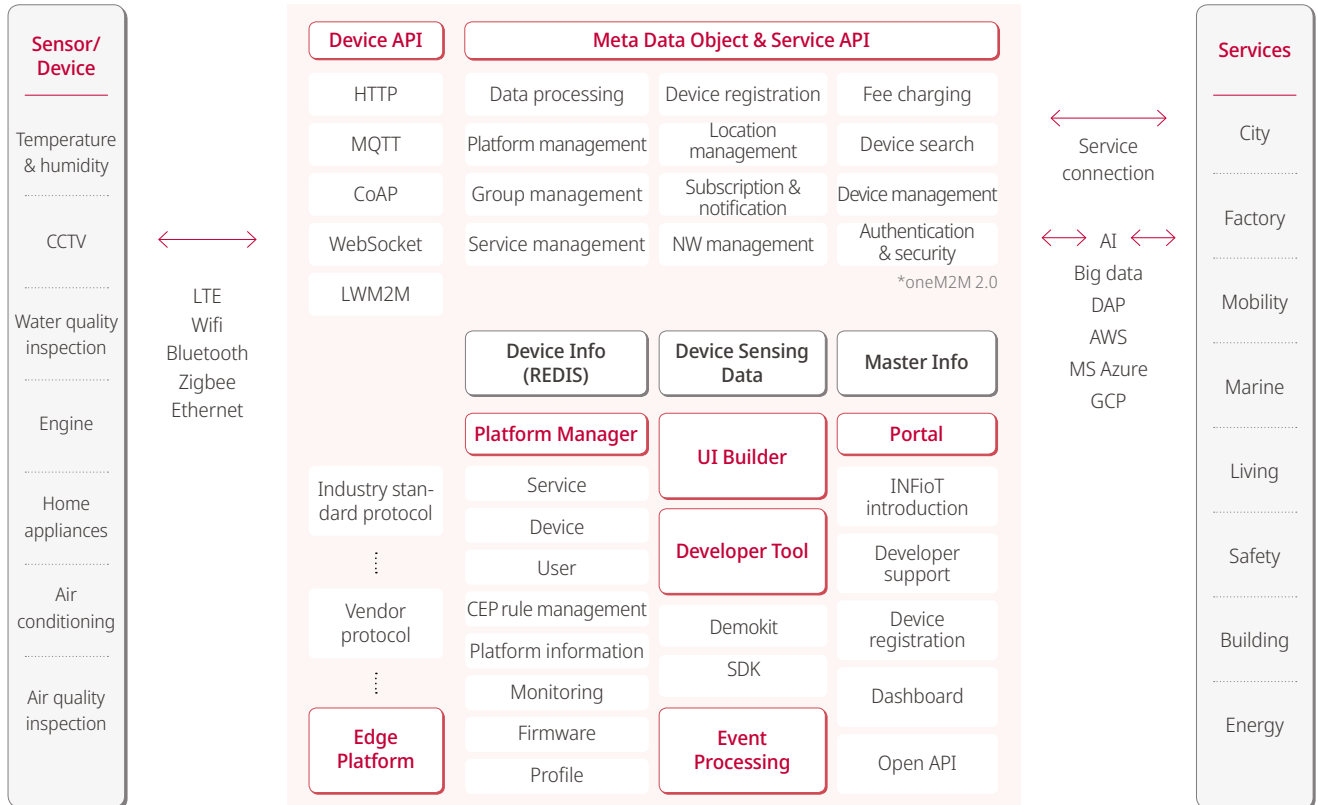 Sensor/
Device
Temperature
& humidity
CCTV
Water quality
inspection
Engine
Home
appliances
Air
conditioning
Air quality
inspection
LTE
Wifi
Bluetooth
Zigbee
Ethernet
Device API
HTTP
MQTT
CoAP
WebSocket
LWM2M
Industry stan-
dard protocol
Vendor
protocol
Edge
Platform
Meta Data Object & Service API
Data processing
Device registration
Fee charging
Platform management
Location
management
Device search
Group management
Subscription &
notification
Device management
Service management
NW management
Authentication
& security
*oneM2M 2.0
Device Info
(REDIS)
Device Sensing
Data
Master Info
Platform Manager
Service
Device
User
CEP rule management
Platform information
Monitoring
Firmware
Profile
UI Builder
Developer Tool
Demokit
SDK
Event
Processing
Portal
INFioT
introduction
Developer
support
Device
registration
Dashboard
Open API
Service
connection
AI
Big data
DAP
AWS
MS Azure
GCP
Services
City
Factory
Mobility
Marine
Living
Safety
Building
Energy